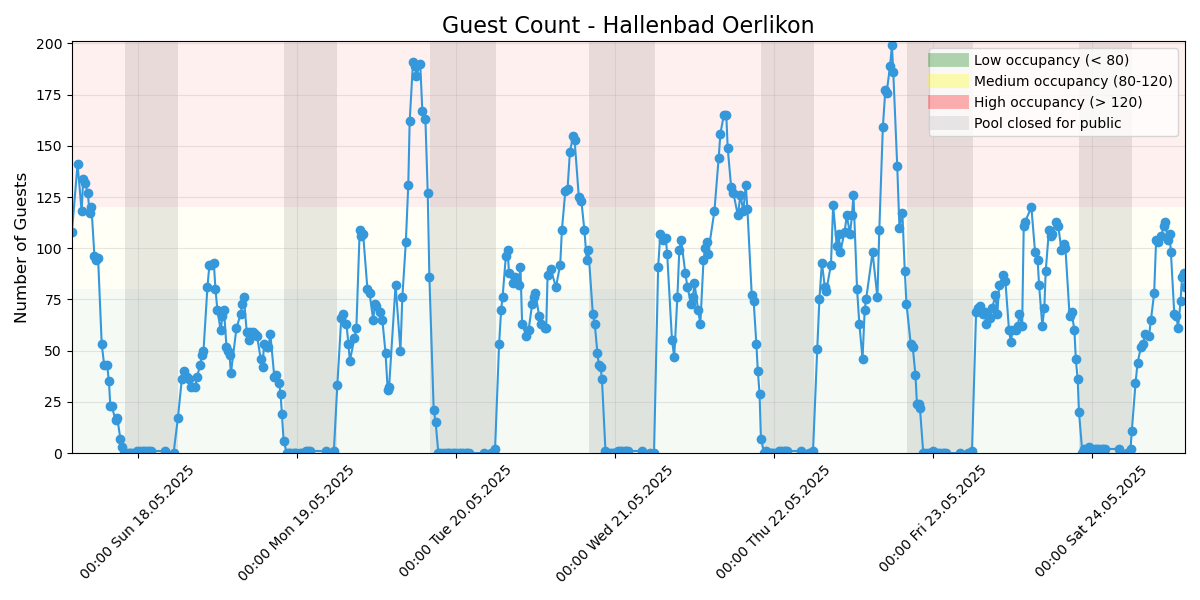 Guest Count - Hallenbad Oerlikon
Number of Guests
200
175
150
125
100
75
50
25
0
Low occupancy (< 80)
Medium occupancy (80-120)
High occupancy (> 120)
Pool closed for public
00:00 Sun 18.05.2025
00:00 Mon 19.05.2025
00:00 Tue 20.05.2025
00:00 Wed 21.05.2025
00:00 Thu 22.05.2025
00:00 Fri 23.05.2025
00:00 Sat 24.05.2025